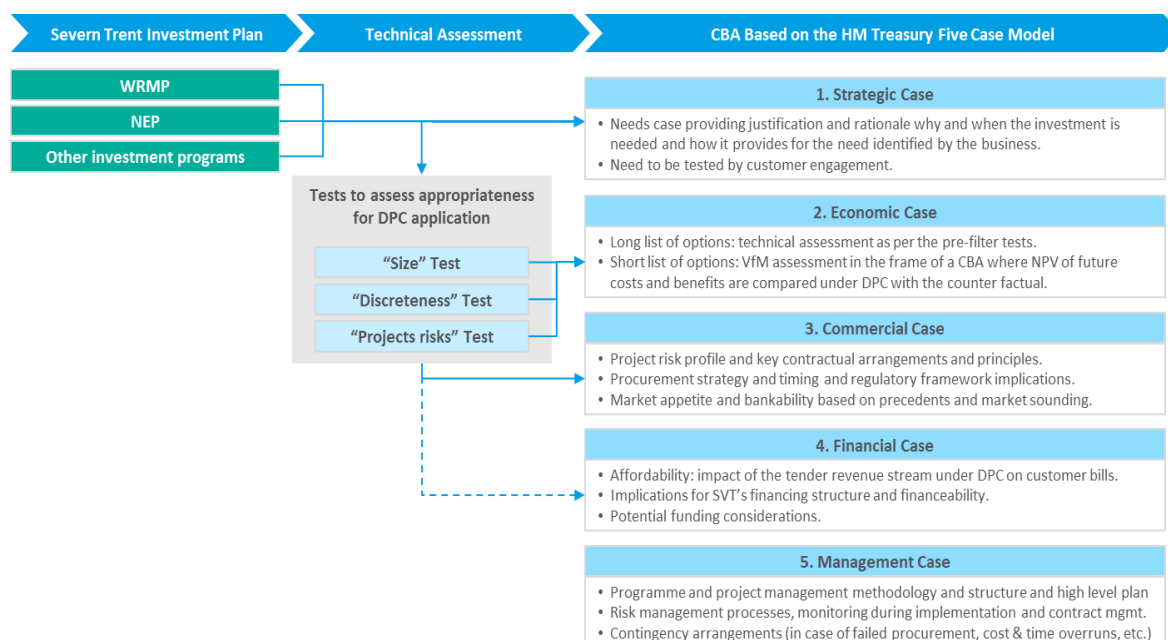 Severn Trent Investment Plan
Technical Assessment
CBA Based on the HM Treasury Five Case Model
WRMP
NEP
Other investment programs
Tests to assess appropriateness
for DPC application
“Size” Test
“Discreteness” Test
“Projects risks” Test
1. Strategic Case
• Needs case providing justification and rationale why and when the investment is
needed and how it provides for the need identified by the business.
• Need to be tested by customer engagement.
2. Economic Case
• Long list of options: technical assessment as per the pre-filter tests.
• Short list of options: VfM assessment in the frame of a CBA where NPV of future
costs and benefits are compared under DPC with the counter factual.
3. Commercial Case
• Project risk profile and key contractual arrangements and principles.
• Procurement strategy and timing and regulatory framework implications.
• Market appetite and bankability based on precedents and market sounding.
4. Financial Case
• Affordability: impact of the tender revenue stream under DPC on customer bills.
• Implications for SVT’s financing structure and financeability.
• Potential funding considerations.
5. Management Case
• Programme and project management methodology and structure and high level plan
• Risk management processes, monitoring during implementation and contract mgmt.
• Contingency arrangements (in case of failed procurement, cost & time overruns, etc.)